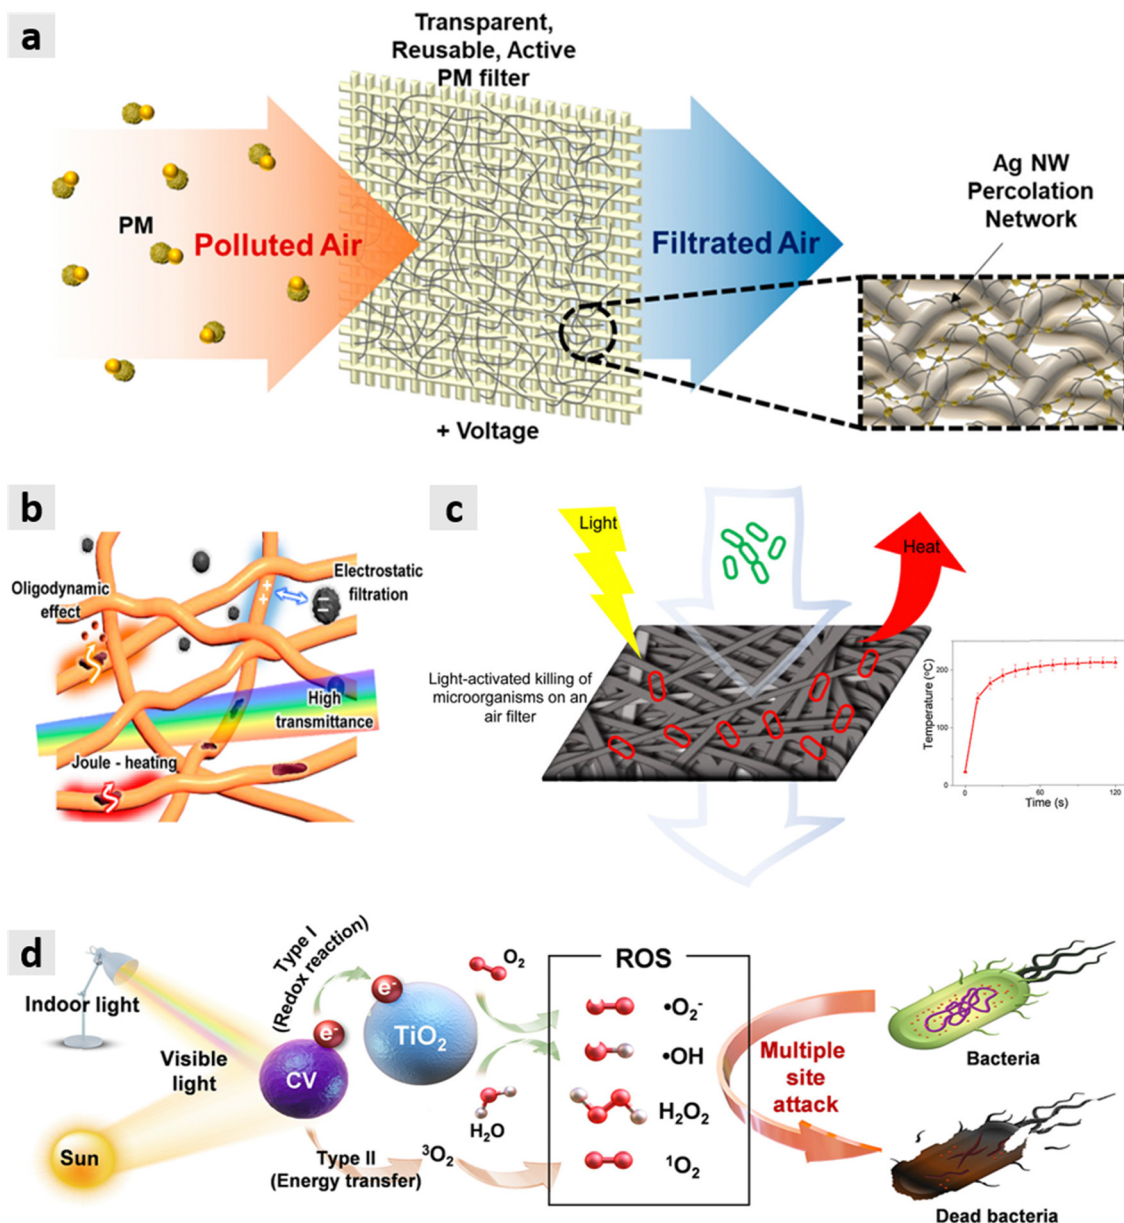 a
Transparent,
Reusable, Active
PM filter
PM
Polluted Air
Filtrated Air
Ag NW
Percolation
Network
+ Voltage
b
Oligodynamic
effect
Electrostatic
filtration
+
+
High
transmittance
Joule - heating
c
Light
Heat
Light-activated killing of
microorganisms on an
air filter
Temperature (°C)
200
100
0
0
60
120
Time (s)
d
Indoor light
Visible
light
Sun
Type I
(Redox reaction)
e⁻
e⁻
CV
TiO₂
O₂
H₂O
Type II
(Energy transfer)
³O₂
ROS
•O₂⁻
•OH
H₂O₂
¹O₂
Multiple
site
attack
Bacteria
Dead bacteria